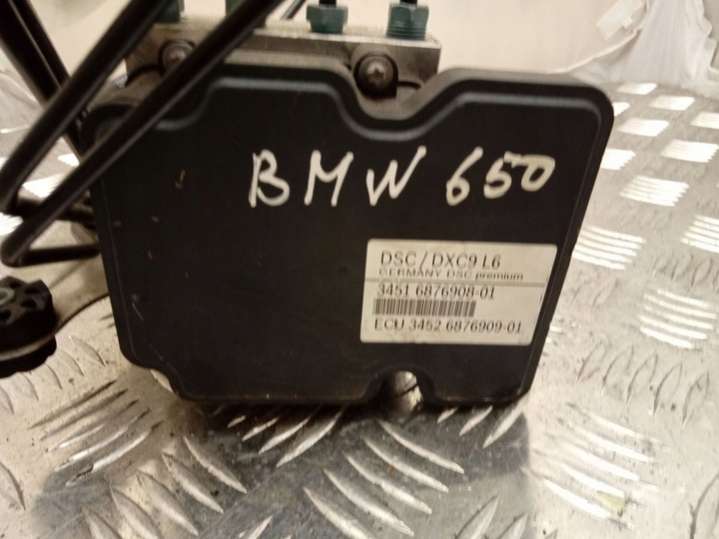 BMW 650
DSC/DXC9 L6
GERMANY DSC premium
3451 6876908-01
ECU 3452 6876909-01